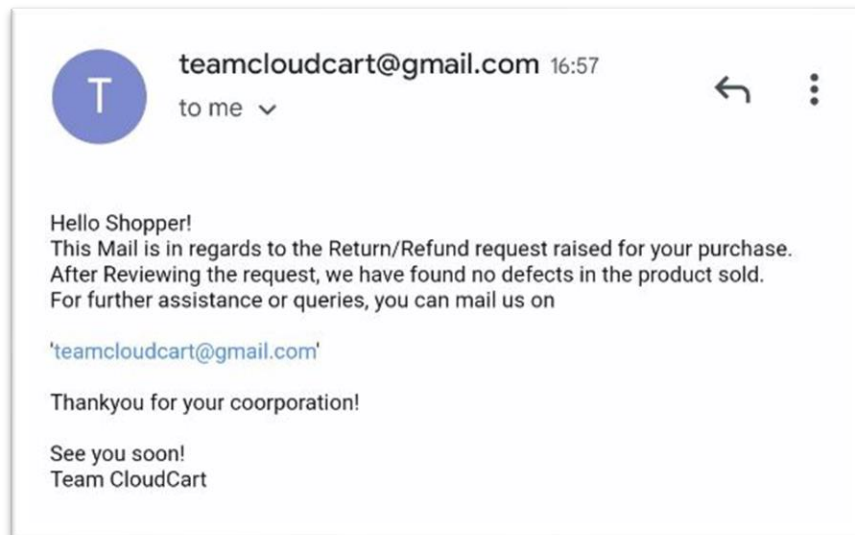 T
teamcloudcart@gmail.com 16:57
to me
Hello Shopper!
This Mail is in regards to the Return/Refund request raised for your purchase.
After Reviewing the request, we have found no defects in the product sold.
For further assistance or queries, you can mail us on
'teamcloudcart@gmail.com'
Thankyou for your coorporation!
See you soon!
Team CloudCart